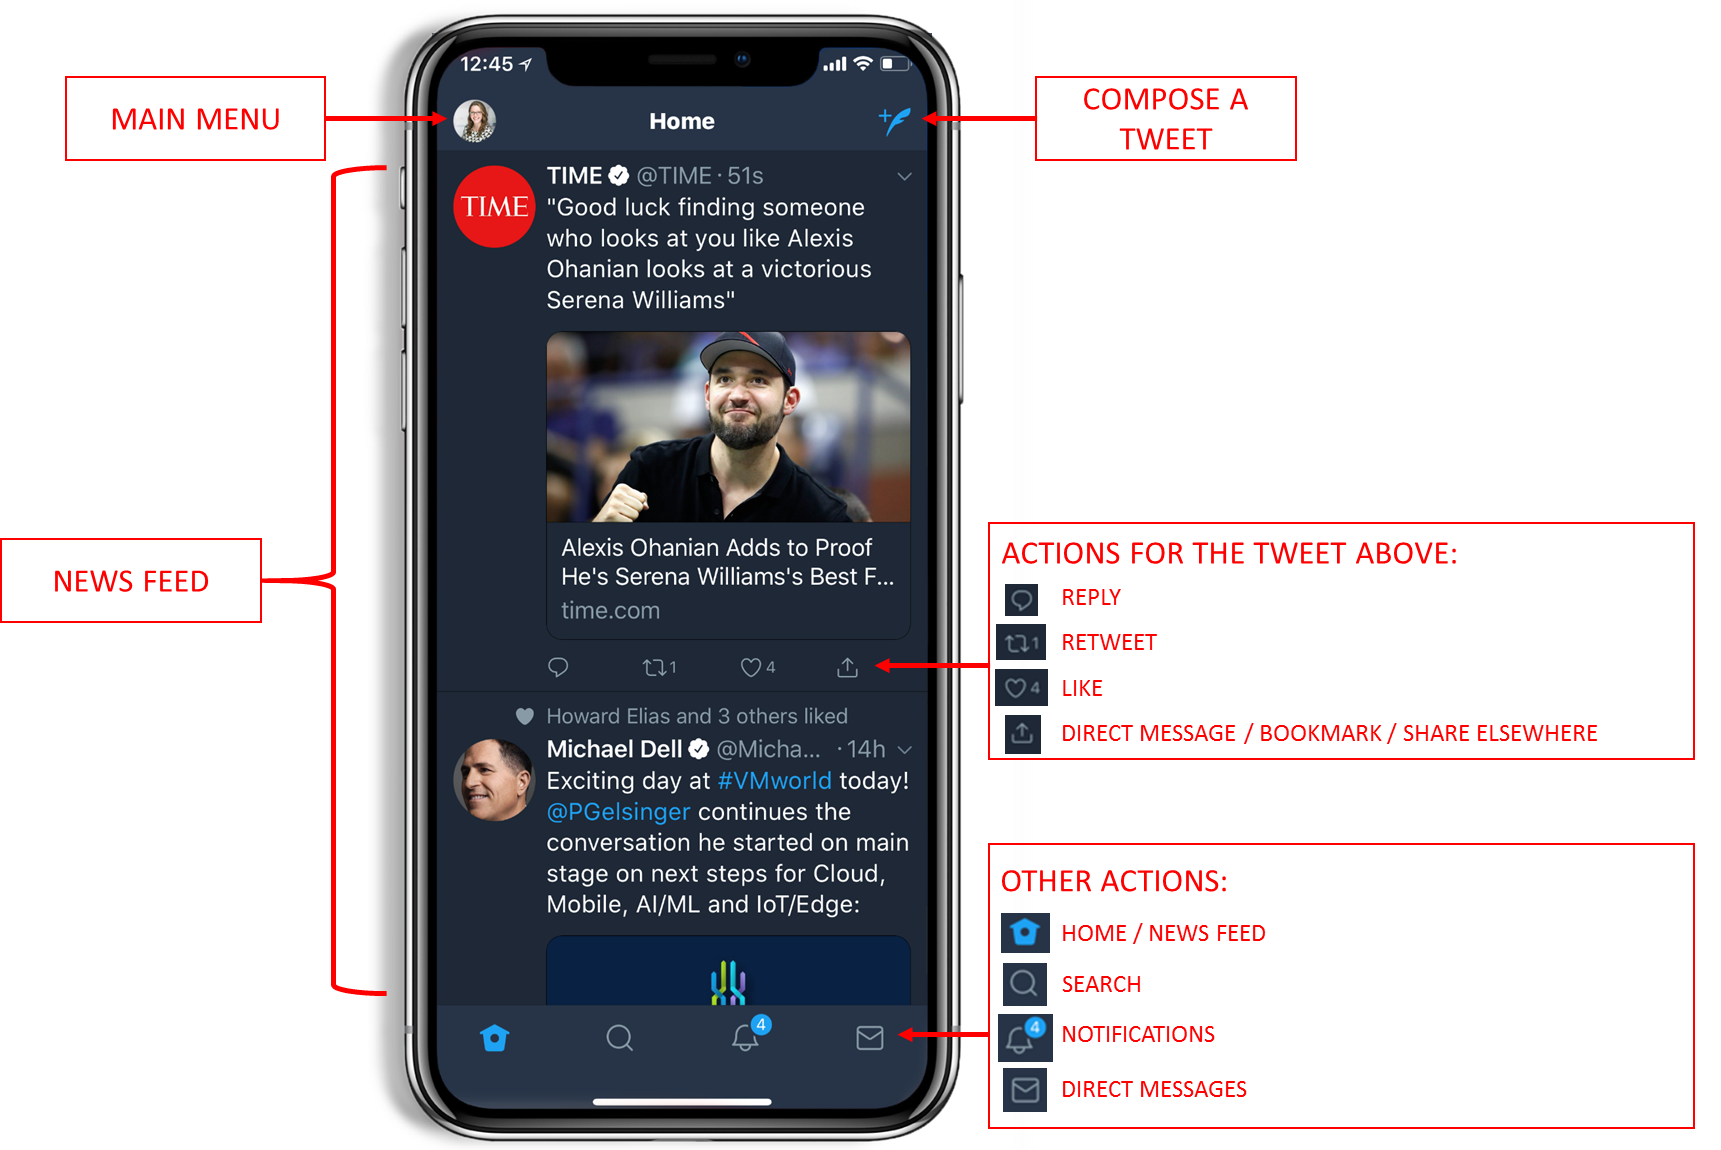 12:45
MAIN MENU
Home
COMPOSE A
TWEET
TIME @TIME · 51s
TIME
"Good luck finding someone
who looks at you like Alexis
Ohanian looks at a victorious
Serena Williams"
NEWS FEED
Alexis Ohanian Adds to Proof
He's Serena Williams's Best F...
time.com
1
4
ACTIONS FOR THE TWEET ABOVE:
REPLY
1
RETWEET
4
LIKE
DIRECT MESSAGE / BOOKMARK / SHARE ELSEWHERE
Howard Elias and 3 others liked
Michael Dell @Micha... · 14h
Exciting day at #VMworld today!
@PGelsinger continues the
conversation he started on main
stage on next steps for Cloud,
Mobile, AI/ML and IoT/Edge:
4
OTHER ACTIONS:
HOME / NEWS FEED
SEARCH
4
NOTIFICATIONS
DIRECT MESSAGES